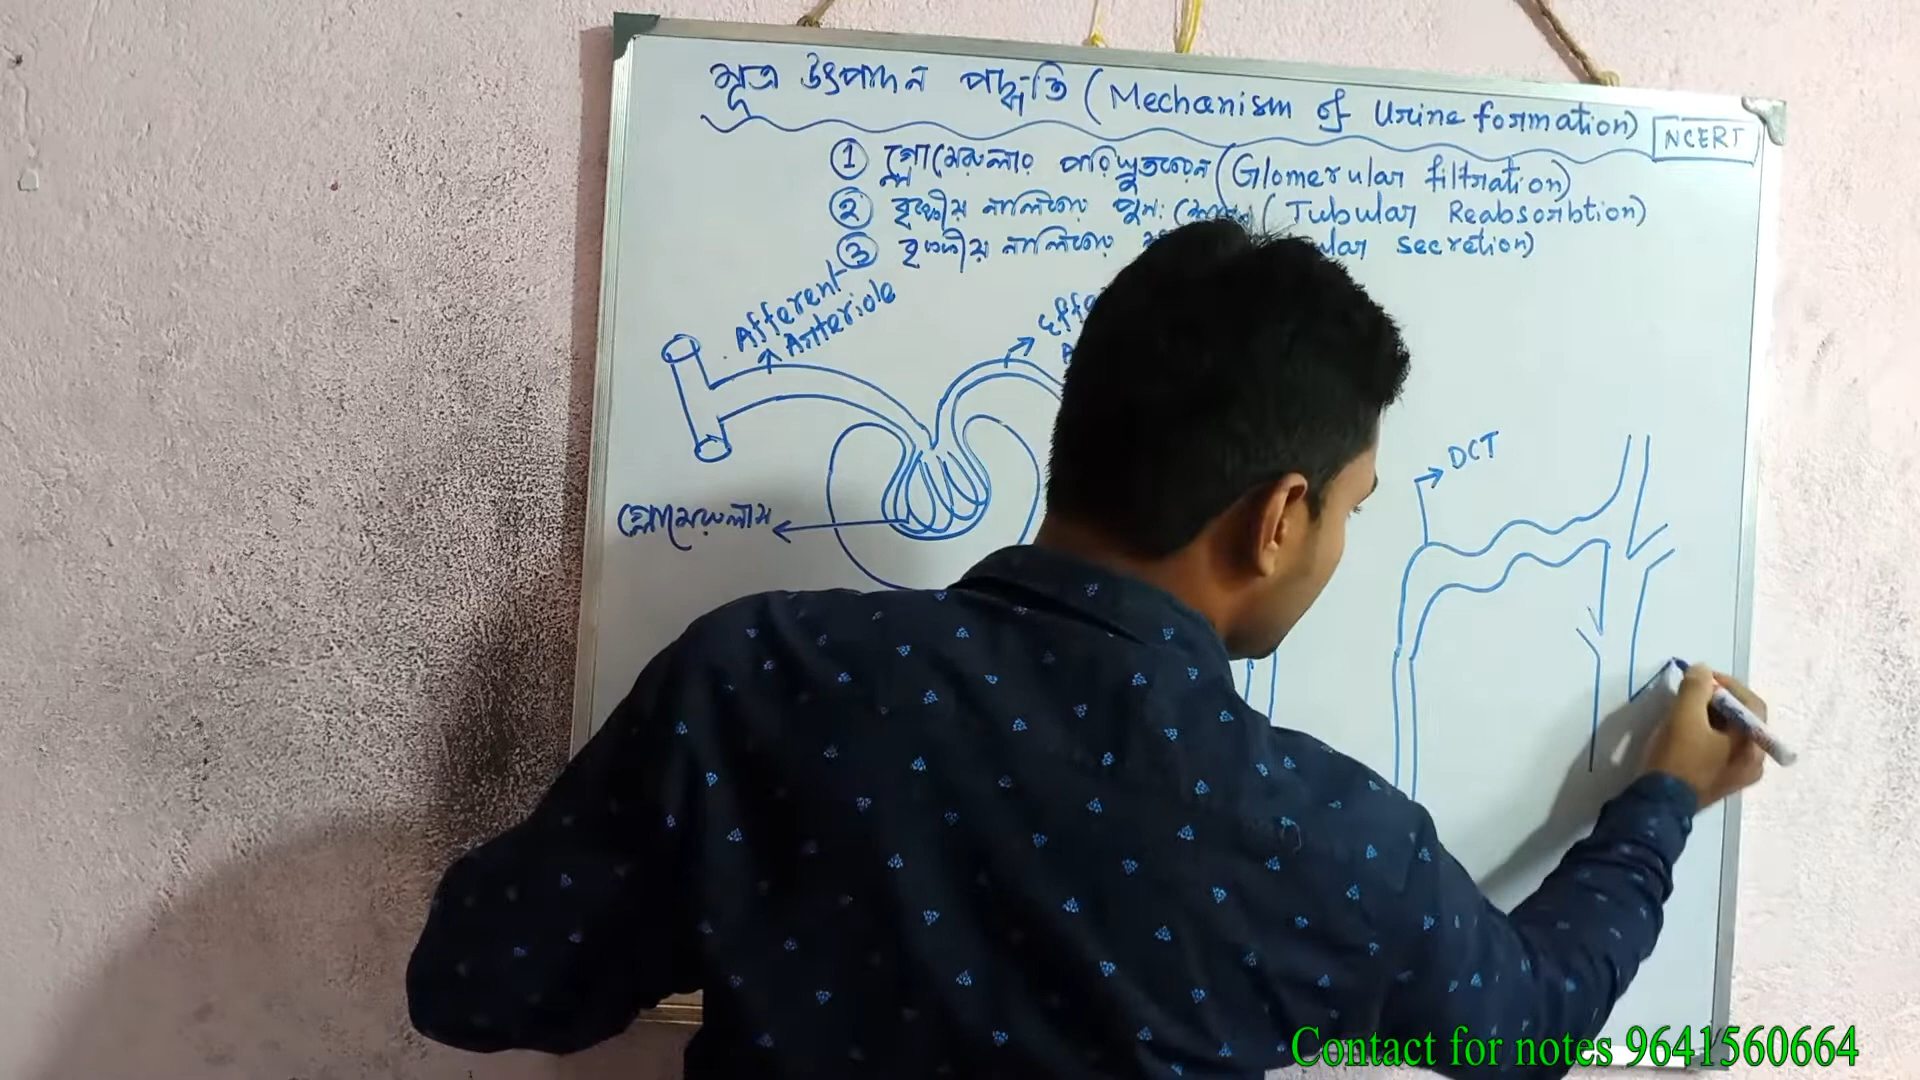 মূত্র উৎপাদন পদ্ধতি (Mechanism of Urine formation)
NCERT
① গ্লোমেরুলার পরিস্রুতকরন (Glomerular filtration)
② বৃক্কীয় নালিকায় পুনঃ (Tubular Reabsorbtion)
③ বৃক্কীয় নালিকায় secretion)
Afferent
Arteriole
DCT
গ্লোমেরুলাস
Contact for notes 9641560664